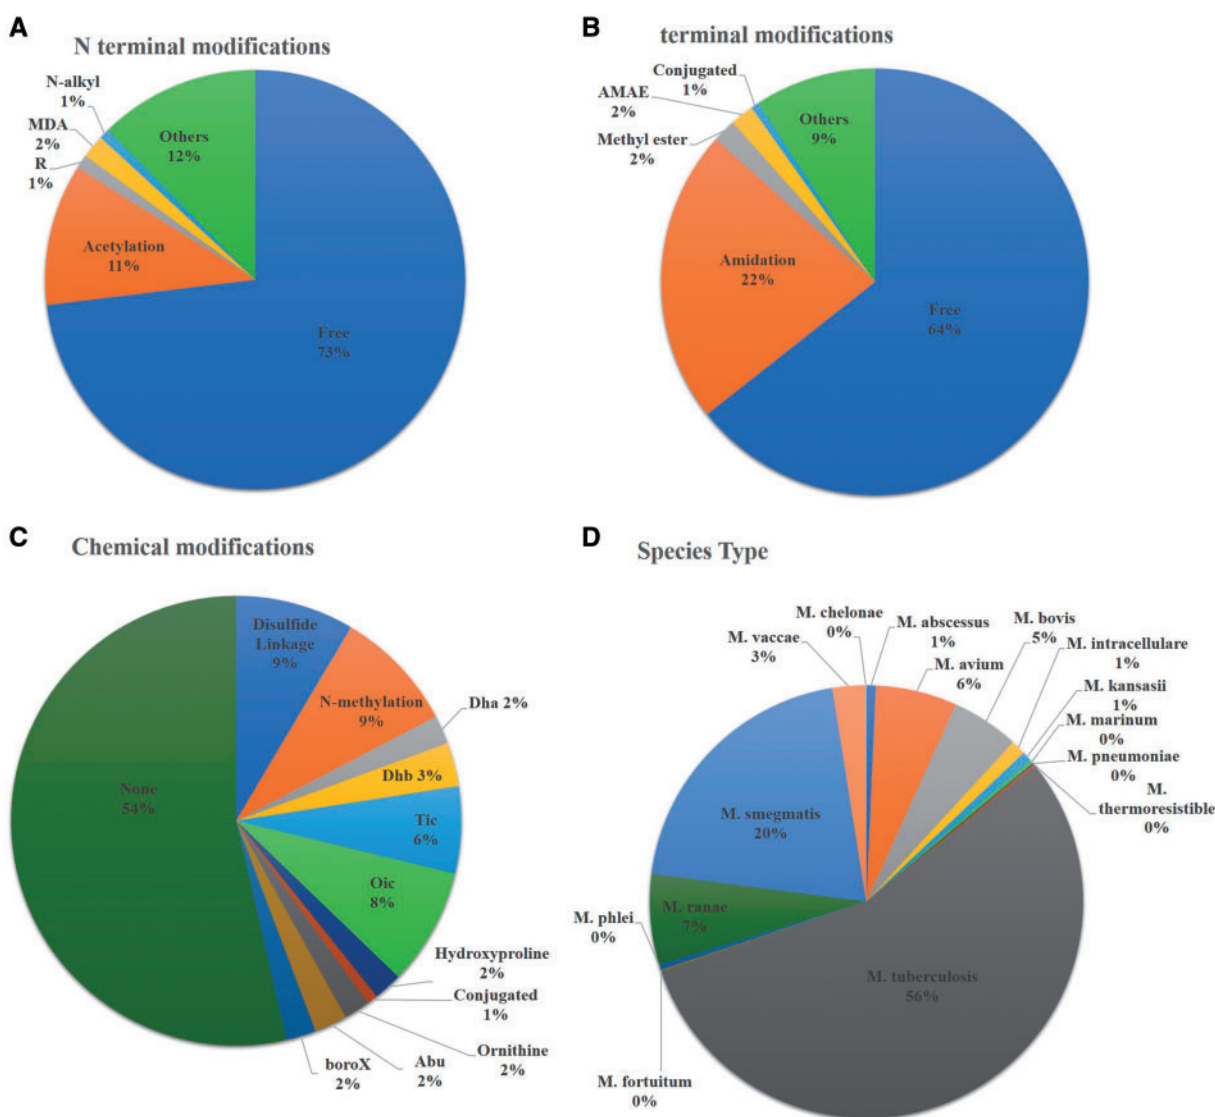 A
N terminal modifications
N-alkyl
1%
MDA
2%
R
1%
Others
12%
Acetylation
11%
Free
73%
B
terminal modifications
Conjugated
1%
AMAE
2%
Methyl ester
2%
Others
9%
Amidation
22%
Free
64%
C
Chemical modifications
Disulfide
Linkage
9%
N-methylation
9%
Dha 2%
Dhb 3%
Tic
6%
Oic
8%
Hydroxyproline
2%
Conjugated
1%
Ornithine
2%
Abu
2%
boroX
2%
None
54%
D
Species Type
M. chelonae
0%
M. abscessus
1%
M. vaccae
3%
M. avium
6%
M. bovis
5%
M. intracellulare
1%
M. kansasii
1%
M. marinum
0%
M. pneumoniae
0%
M.
thermoresistible
0%
M. smegmatis
20%
M. ranae
7%
M. phlei
0%
M. tuberculosis
56%
M. fortuitum
0%